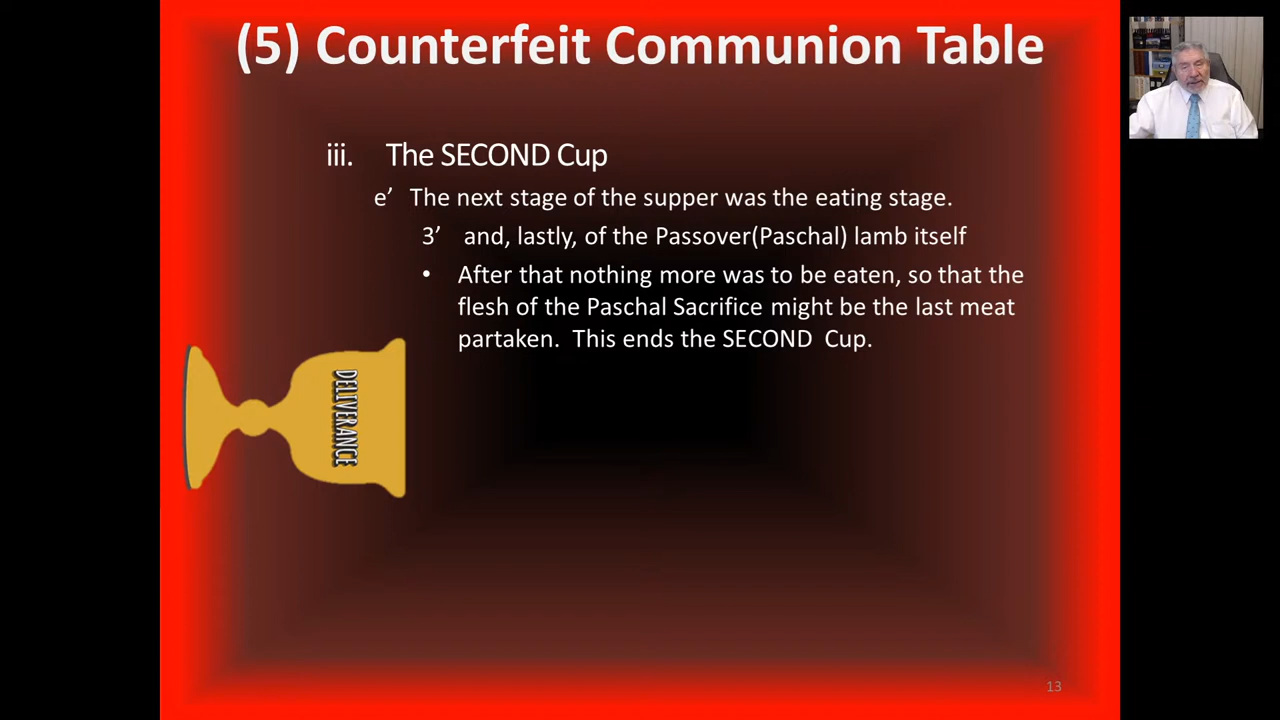 (5) Counterfeit Communion Table
iii. The SECOND Cup
e’ The next stage of the supper was the eating stage.
3’ and, lastly, of the Passover(Paschal) lamb itself
• After that nothing more was to be eaten, so that the
flesh of the Paschal Sacrifice might be the last meat
partaken. This ends the SECOND Cup.
DELIVERANCE
13